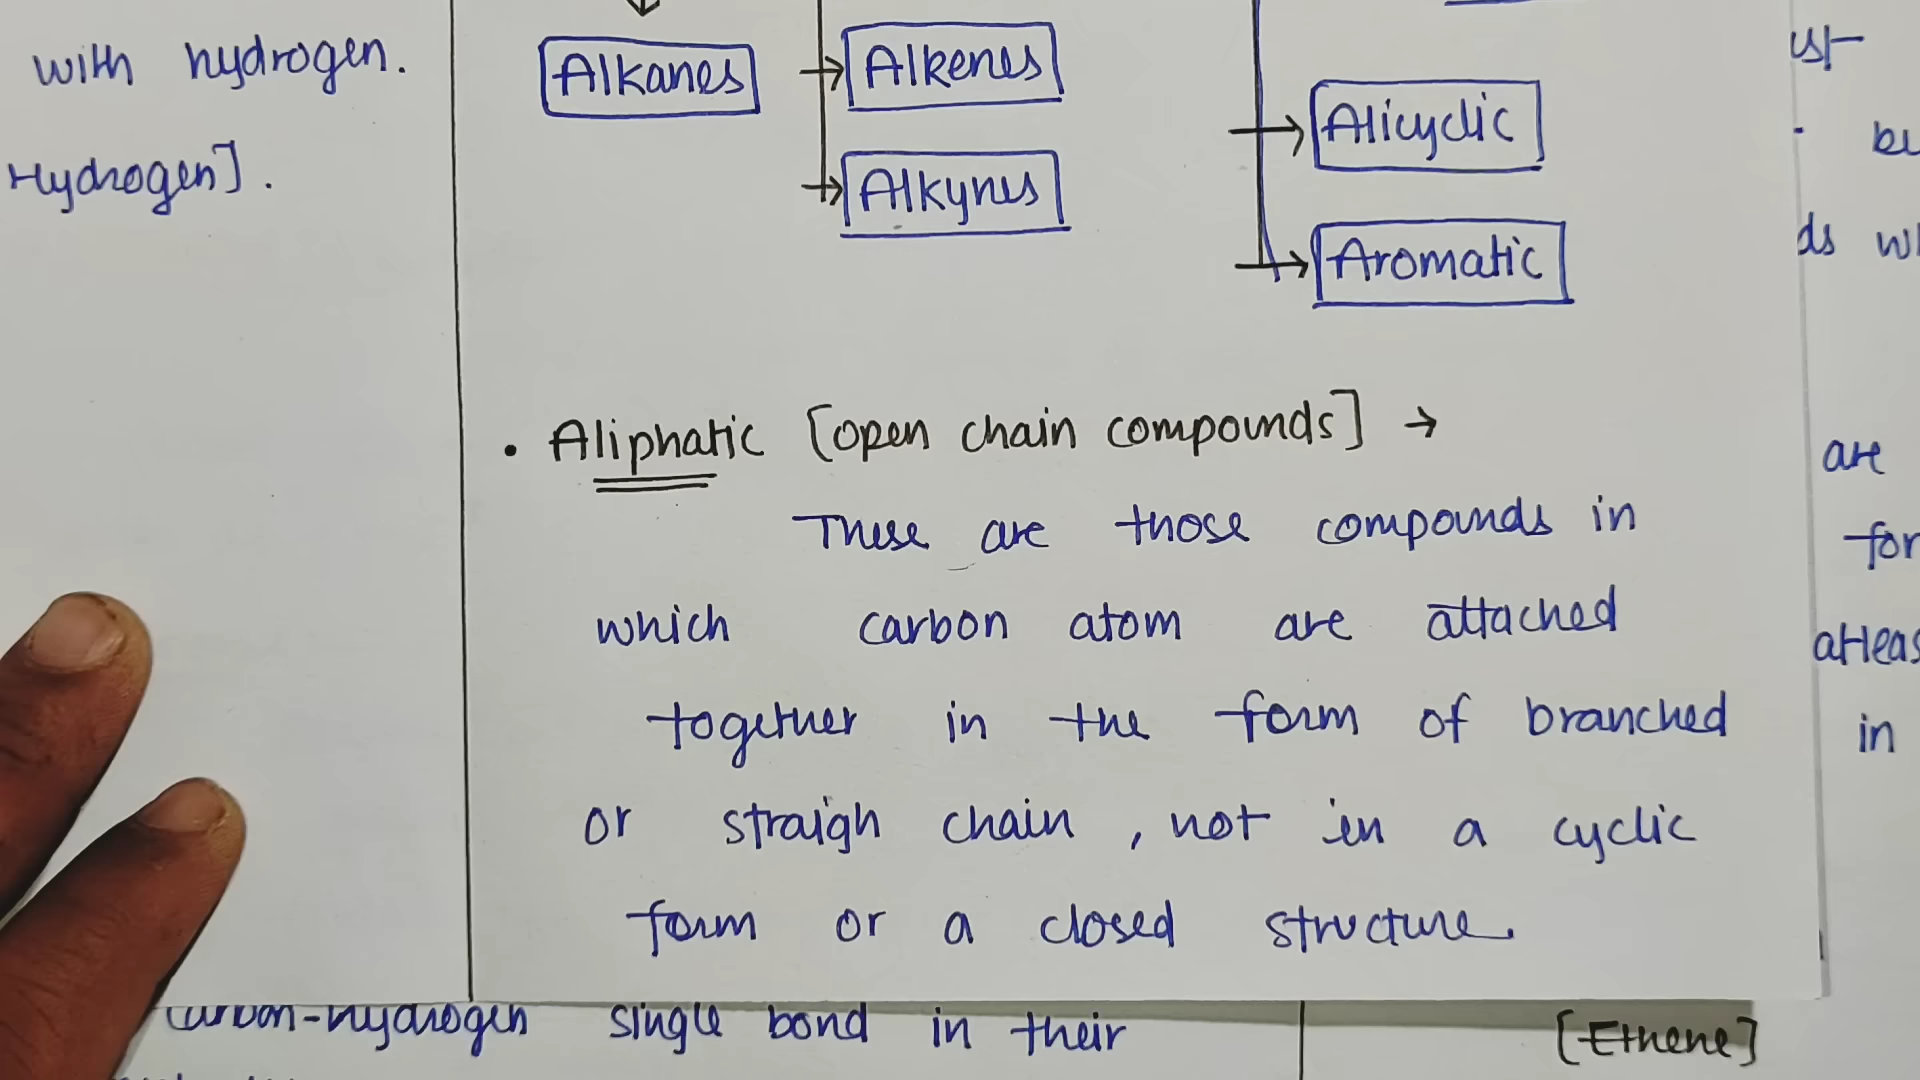 with hydrogen.
Hydrogen].
Alkanes
Alkenes
Alkynes
Alicyclic
Aromatic
• Aliphatic [open chain compounds] →
These are those compounds in
which carbon atom are attached
together in the form of branched
or straigh chain, not in a cyclic
form or a closed structure.
carbon-hydrogen single bond in their
[Ethene]
are
in